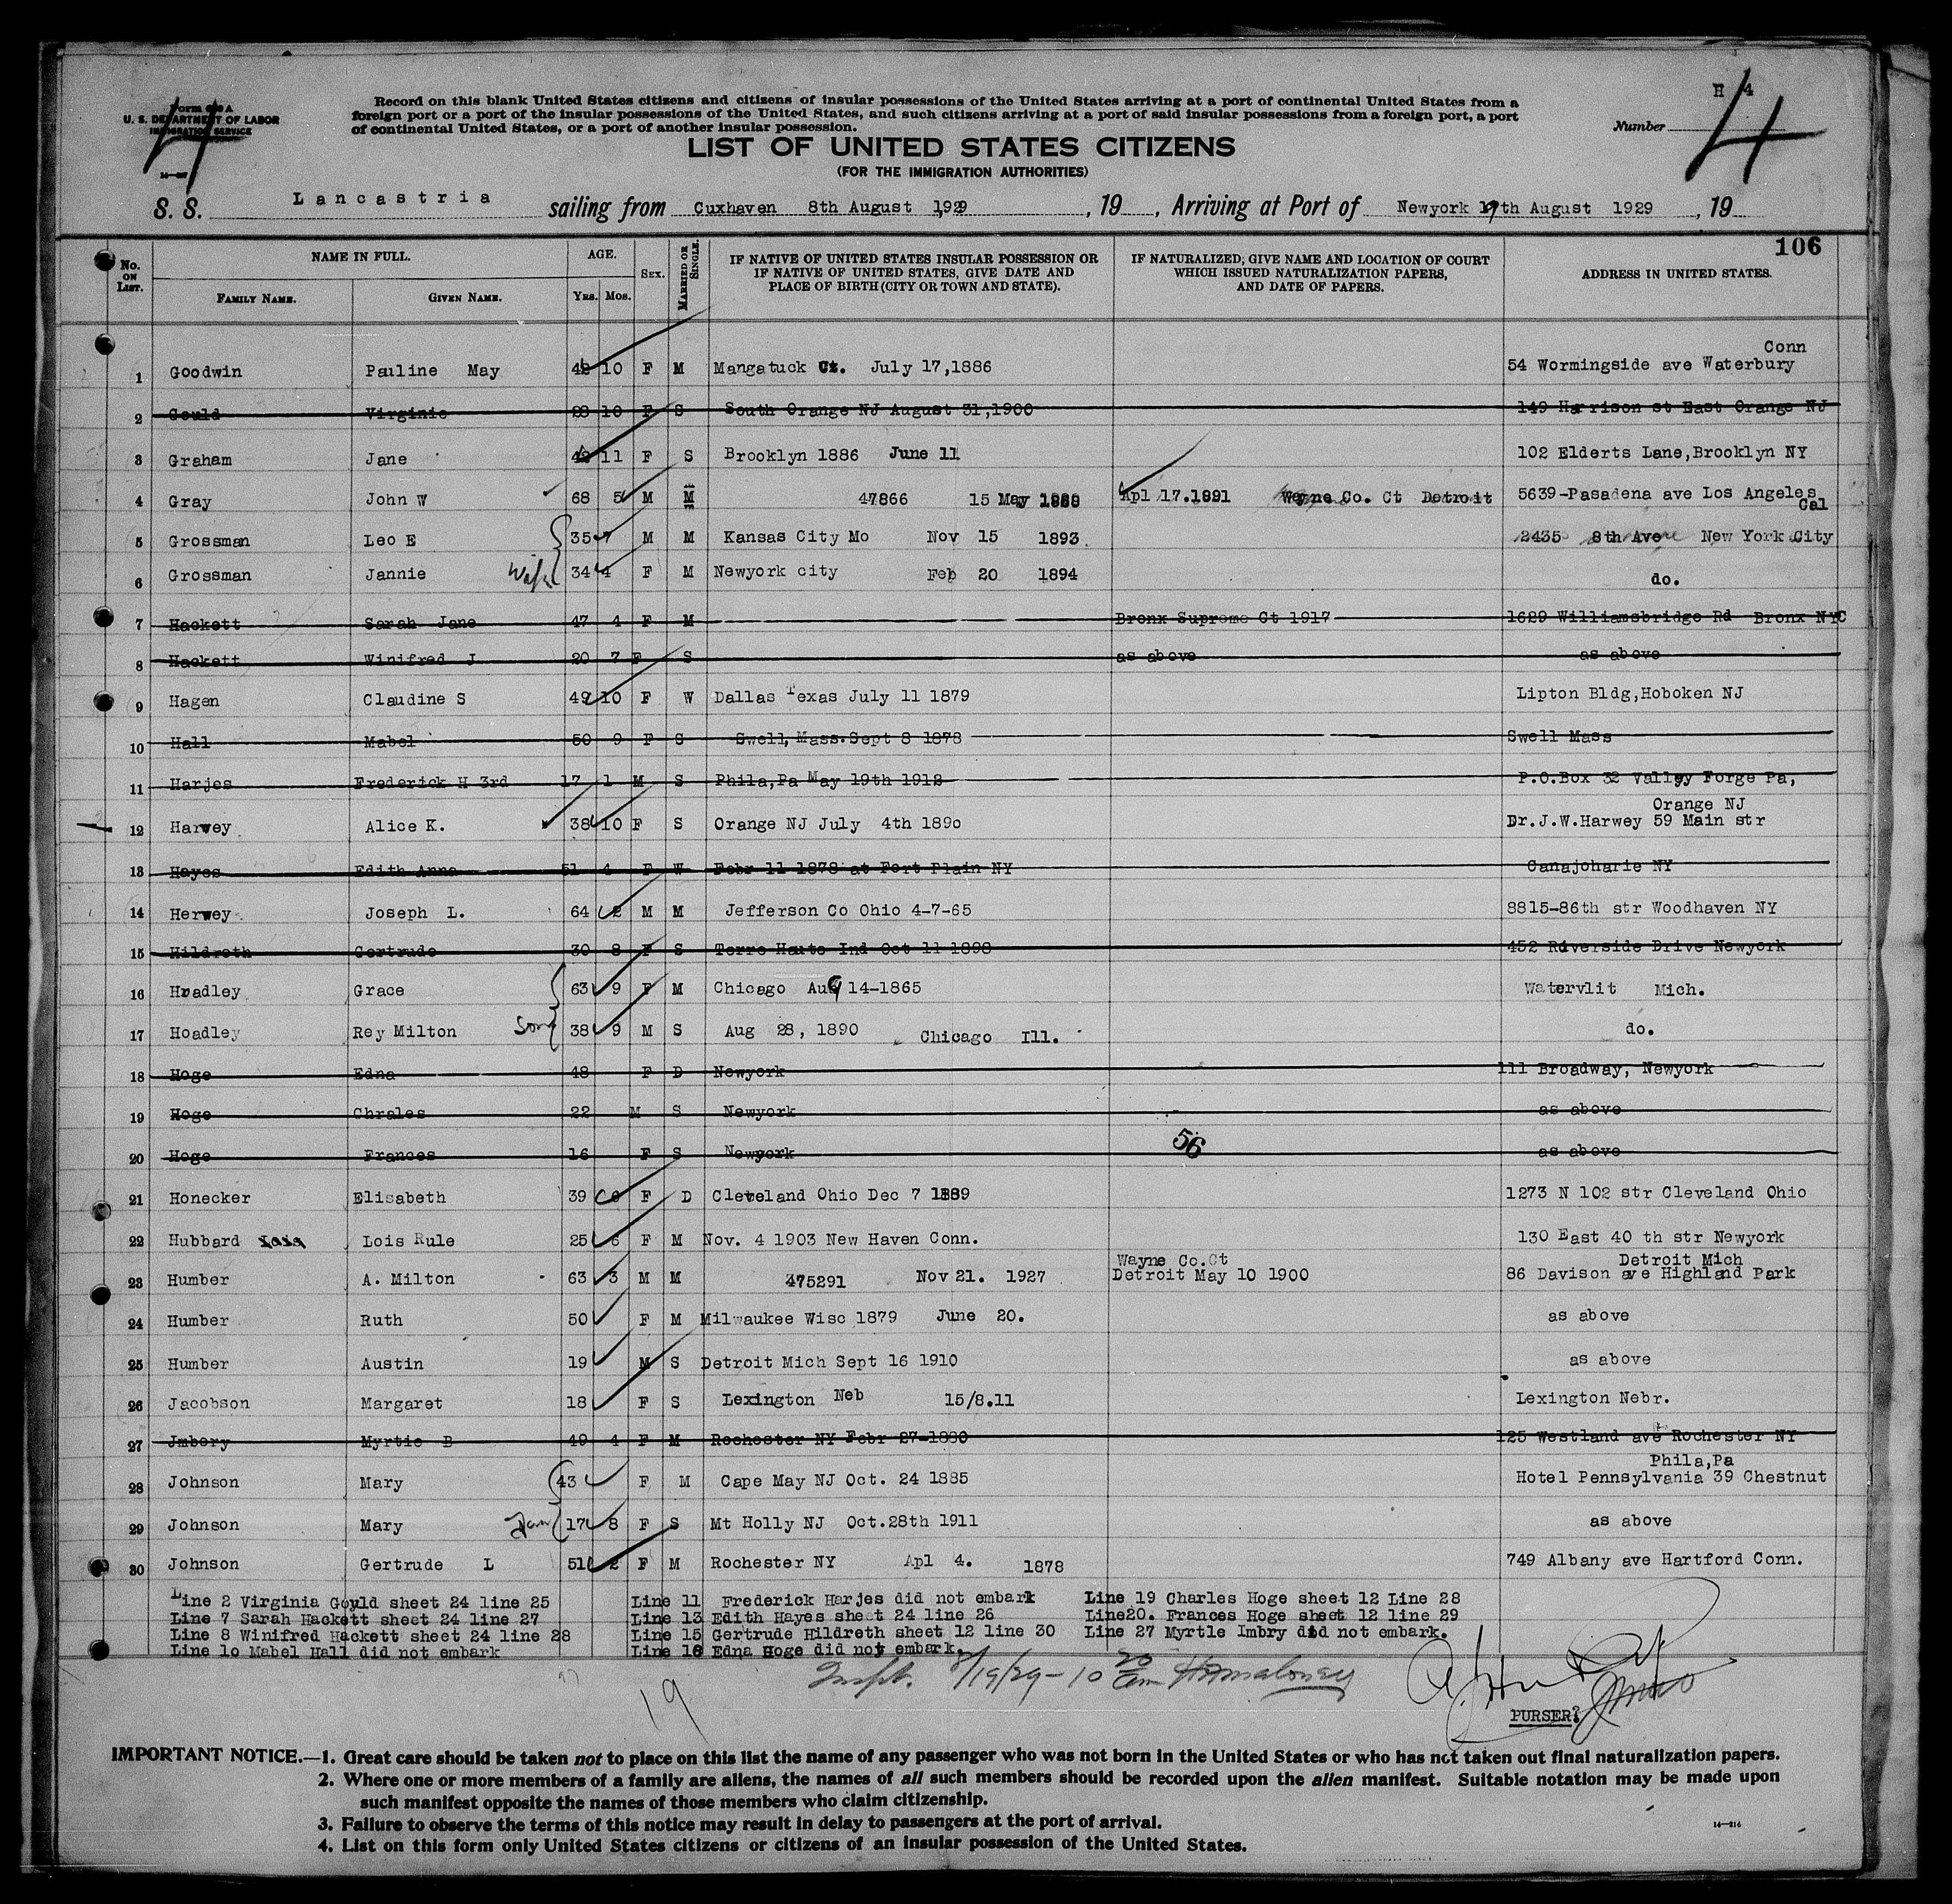 Form 630 A
U. S. DEPARTMENT OF LABOR
IMMIGRATION SERVICE
Record on this blank United States citizens and citizens of insular possessions of the United States arriving at a port of continental United States from a
foreign port or a port of the insular possessions of the United States, and such citizens arriving at a port of said insular possessions from a foreign port, a port
of continental United States, or a port of another insular possession.
H 4
Number 4
LIST OF UNITED STATES CITIZENS
(FOR THE IMMIGRATION AUTHORITIES)
S. S. Lancastria sailing from Cuxhaven 8th August 1929, 19 , Arriving at Port of Newyork 19th August 1929, 19
106
No. ON LIST. NAME IN FULL. FAMILY NAME. GIVEN NAME. AGE. YRS. MOS. SEX. MARRIED OR SINGLE. IF NATIVE OF UNITED STATES INSULAR POSSESSION OR IF NATIVE OF UNITED STATES, GIVE DATE AND PLACE OF BIRTH (CITY OR TOWN AND STATE). IF NATURALIZED; GIVE NAME AND LOCATION OF COURT WHICH ISSUED NATURALIZATION PAPERS, AND DATE OF PAPERS. ADDRESS IN UNITED STATES.
1 Goodwin Pauline May 42 10 F M Mangatuck Ct. July 17,1886 54 Wormingside ave Waterbury Conn
2 Gould Virginie 28 10 F S South Orange NJ August 31,1900 149 Harrison st East Orange NJ
3 Graham Jane 42 11 F S Brooklyn 1886 June 11 102 Elderts Lane,Brooklyn NY
4 Gray John W 68 5 M M 47866 15 May Apl 17.1891 Wayne Co. Ct Detroit 5639-Pasadena ave Los Angeles Cal
5 Grossman Leo E 35 7 M M Kansas City Mo Nov 15 1893 2435 8th Ave New York City
6 Grossman Jannie Wife 34 4 F M Newyork city Feb 20 1894 do.
7 Hackett Sarah Jane 47 4 F M Bronx Supreme Ct 1917 1629 Williamsbridge Rd Bronx NYC
8 Hackett Winifred J 20 7 F S as above as above
9 Hagen Claudine S 49 10 F W Dallas Texas July 11 1879 Lipton Bldg,Hoboken NJ
10 Hall Mabel 50 9 F S Swell, Mass.Sept 8 1878 Swell Mass
11 Harjes Frederick H 3rd 17 1 M S Phila,Pa May 19th 1912 P.O.Box 32 Valley Forge Pa,
12 Harvey Alice K. 38 10 F S Orange NJ July 4th 1890 Dr.J.W.Harwey 59 Main str Orange NJ
13 Hayes Edith Anna 51 4 F W Febr 11 1878 at Fort Plain NY Canajoharie NY
14 Herwey Joseph L. 64 2 M M Jefferson Co Ohio 4-7-65 8815-86th str Woodhaven NY
15 Hildreth Gertrude 30 8 F S Terre Haute Ind Oct 11 1898 452 Riverside Drive Newyork
16 Hoadley Grace 63 9 F M Chicago Aug 14-1865 Watervlit Mich.
17 Hoadley Rey Milton Son 38 9 M S Aug 28, 1890 Chicago Ill. do.
18 Hoge Edna 48 F D Newyork 111 Broadway, Newyork
19 Hoge Chrales 22 M S Newyork as above
56
20 Hoge Frances 16 F S Newyork as above
21 Honecker Elisabeth 39 6 F D Cleveland Ohio Dec 7 1889 1273 N 102 str Cleveland Ohio
22 Hubbard Lois Rule 25 6 F M Nov. 4 1903 New Haven Conn. 130 East 40 th str Newyork
23 Humber A. Milton 63 3 M M 475291 Nov 21. 1927 Wayne Co.Ct Detroit May 10 1900 86 Davison ave Highland Park Detroit Mich
24 Humber Ruth 50 F M Milwaukee Wisc 1879 June 20. as above
25 Humber Austin 19 M S Detroit Mich Sept 16 1910 as above
26 Jacobson Margaret 18 F S Lexington Neb 15/8.11 Lexington Nebr.
27 Jmbery Myrtie B 49 4 F M Rochester NY Febr 27-1880 125 Westland ave Rochester NY
28 Johnson Mary 43 F M Cape May NJ Oct. 24 1885 Hotel Pennsylvania 39 Chestnut Phila,Pa
29 Johnson Mary 17 8 F S Mt Holly NJ Oct.28th 1911 as above
30 Johnson Gertrude L 51 2 F M Rochester NY Apl 4. 1878 749 Albany ave Hartford Conn.
Line 2 Virginia Gould sheet 24 line 25 Line 11 Frederick Harjes did not embark Line 19 Charles Hoge sheet 12 Line 28
Line 7 Sarah Hackett sheet 24 line 27 Line 13 Edith Hayes sheet 24 line 26 Line20. Frances Hoge sheet 12 line 29
Line 8 Winifred Hackett sheet 24 line 28 Line 15 Gertrude Hildreth sheet 12 line 30 Line 27 Myrtle Imbry did not embark.
Line 10 Mabel Hall did not embark Line 18 Edna Hoge did not embark.
8/19/29 - 10 20 am
19
PURSER
IMPORTANT NOTICE.—1. Great care should be taken not to place on this list the name of any passenger who was not born in the United States or who has not taken out final naturalization papers.
2. Where one or more members of a family are aliens, the names of all such members should be recorded upon the alien manifest. Suitable notation may be made upon
such manifest opposite the names of those members who claim citizenship.
3. Failure to observe the terms of this notice may result in delay to passengers at the port of arrival.
4. List on this form only United States citizens or citizens of an insular possession of the United States.
14—216